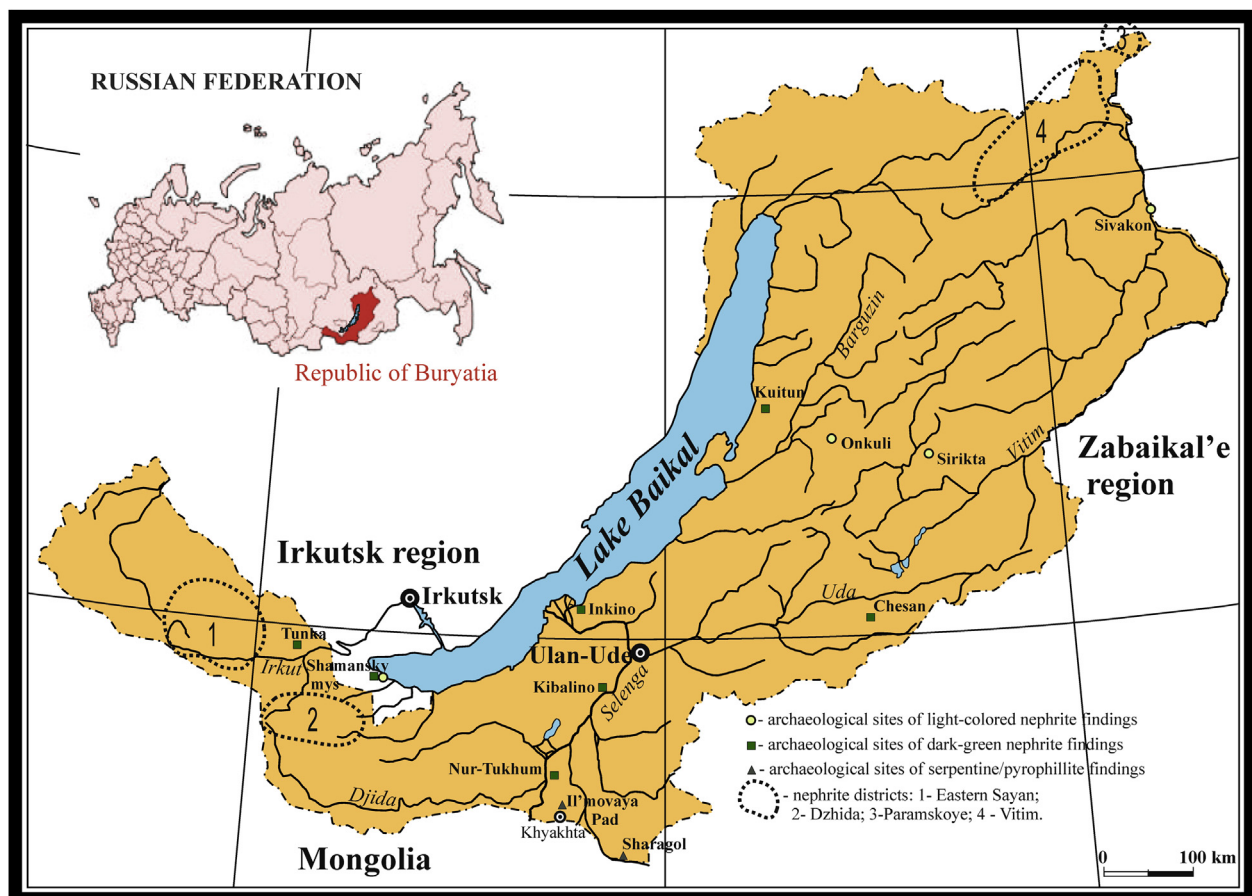 RUSSIAN FEDERATION
Republic of Buryatia
3
4
Sivakon
Barguzin
Kuitun
Onkuli
Sirikta
Vitim
Zabaikal'e
region
Lake Baikal
Irkutsk region
Irkutsk
Inkino
Uda
Chesan
1
Tunka
Irkut
Shamansky
mys
Ulan-Ude
Kibalino
Selenga
2
Nur-Tukhum
Djida
Il'movaya
Pad
Khyakhta
Sharagol
Mongolia
- archaeological sites of light-colored nephrite findings
- archaeological sites of dark-green nephrite findings
- archaeological sites of serpentine/pyrophillite findings
- nephrite districts: 1- Eastern Sayan;
2- Dzhida; 3-Paramskoye; 4 - Vitim.
0 100 km